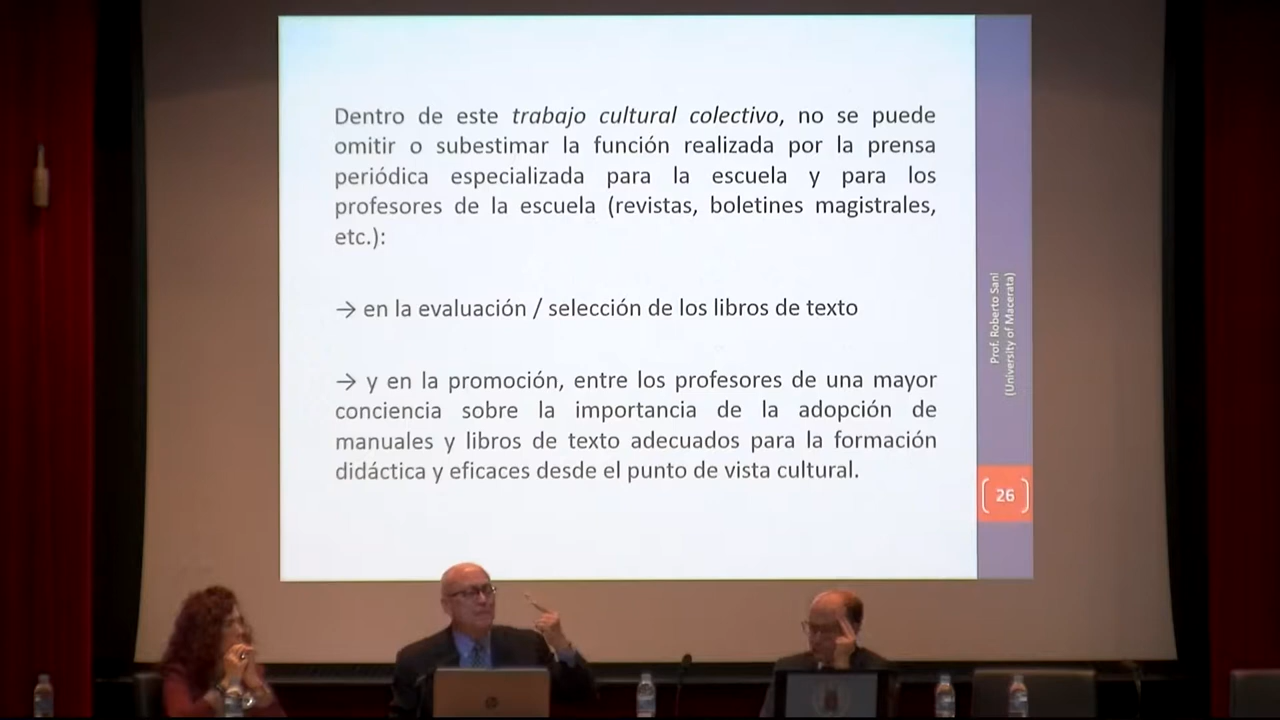 Dentro de este trabajo cultural colectivo, no se puede
omitir o subestimar la función realizada por la prensa
periódica especializada para la escuela y para los
profesores de la escuela (revistas, boletines magistrales,
etc.):
→ en la evaluación / selección de los libros de texto
→ y en la promoción, entre los profesores de una mayor
conciencia sobre la importancia de la adopción de
manuales y libros de texto adecuados para la formación
didáctica y eficaces desde el punto de vista cultural.
Prof. Roberto Sani
(University of Macerata)
26
hp